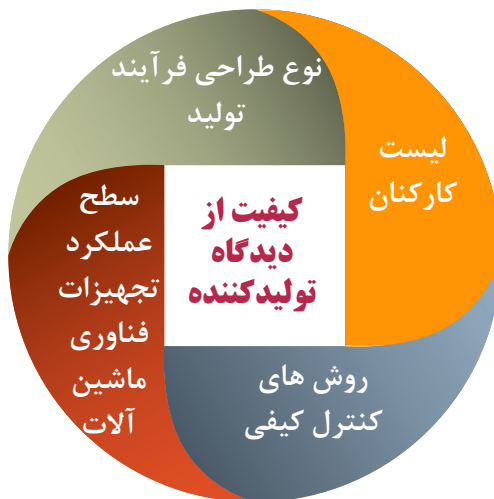 نوع طراحی فرآیند
تولید
لیست
کارکنان
کیفیت از
دیدگاه
تولیدکننده
سطح
عملکرد
تجهیزات
فناوری
ماشین
آلات
روش های
کنترل کیفی